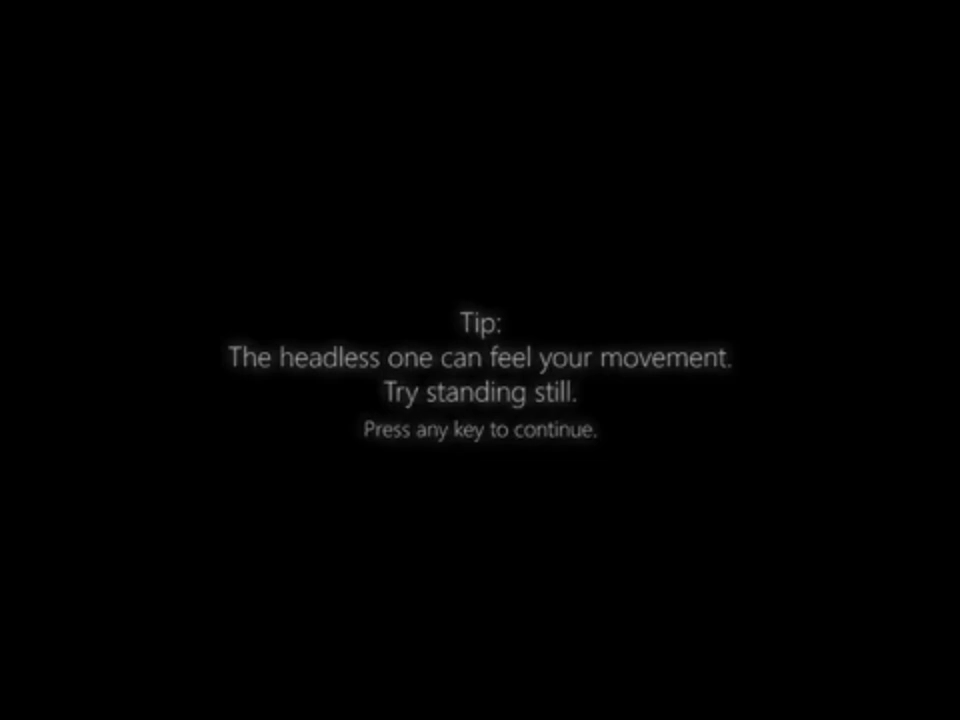 Tip:
The headless one can feel your movement.
Try standing still.
Press any key to continue.